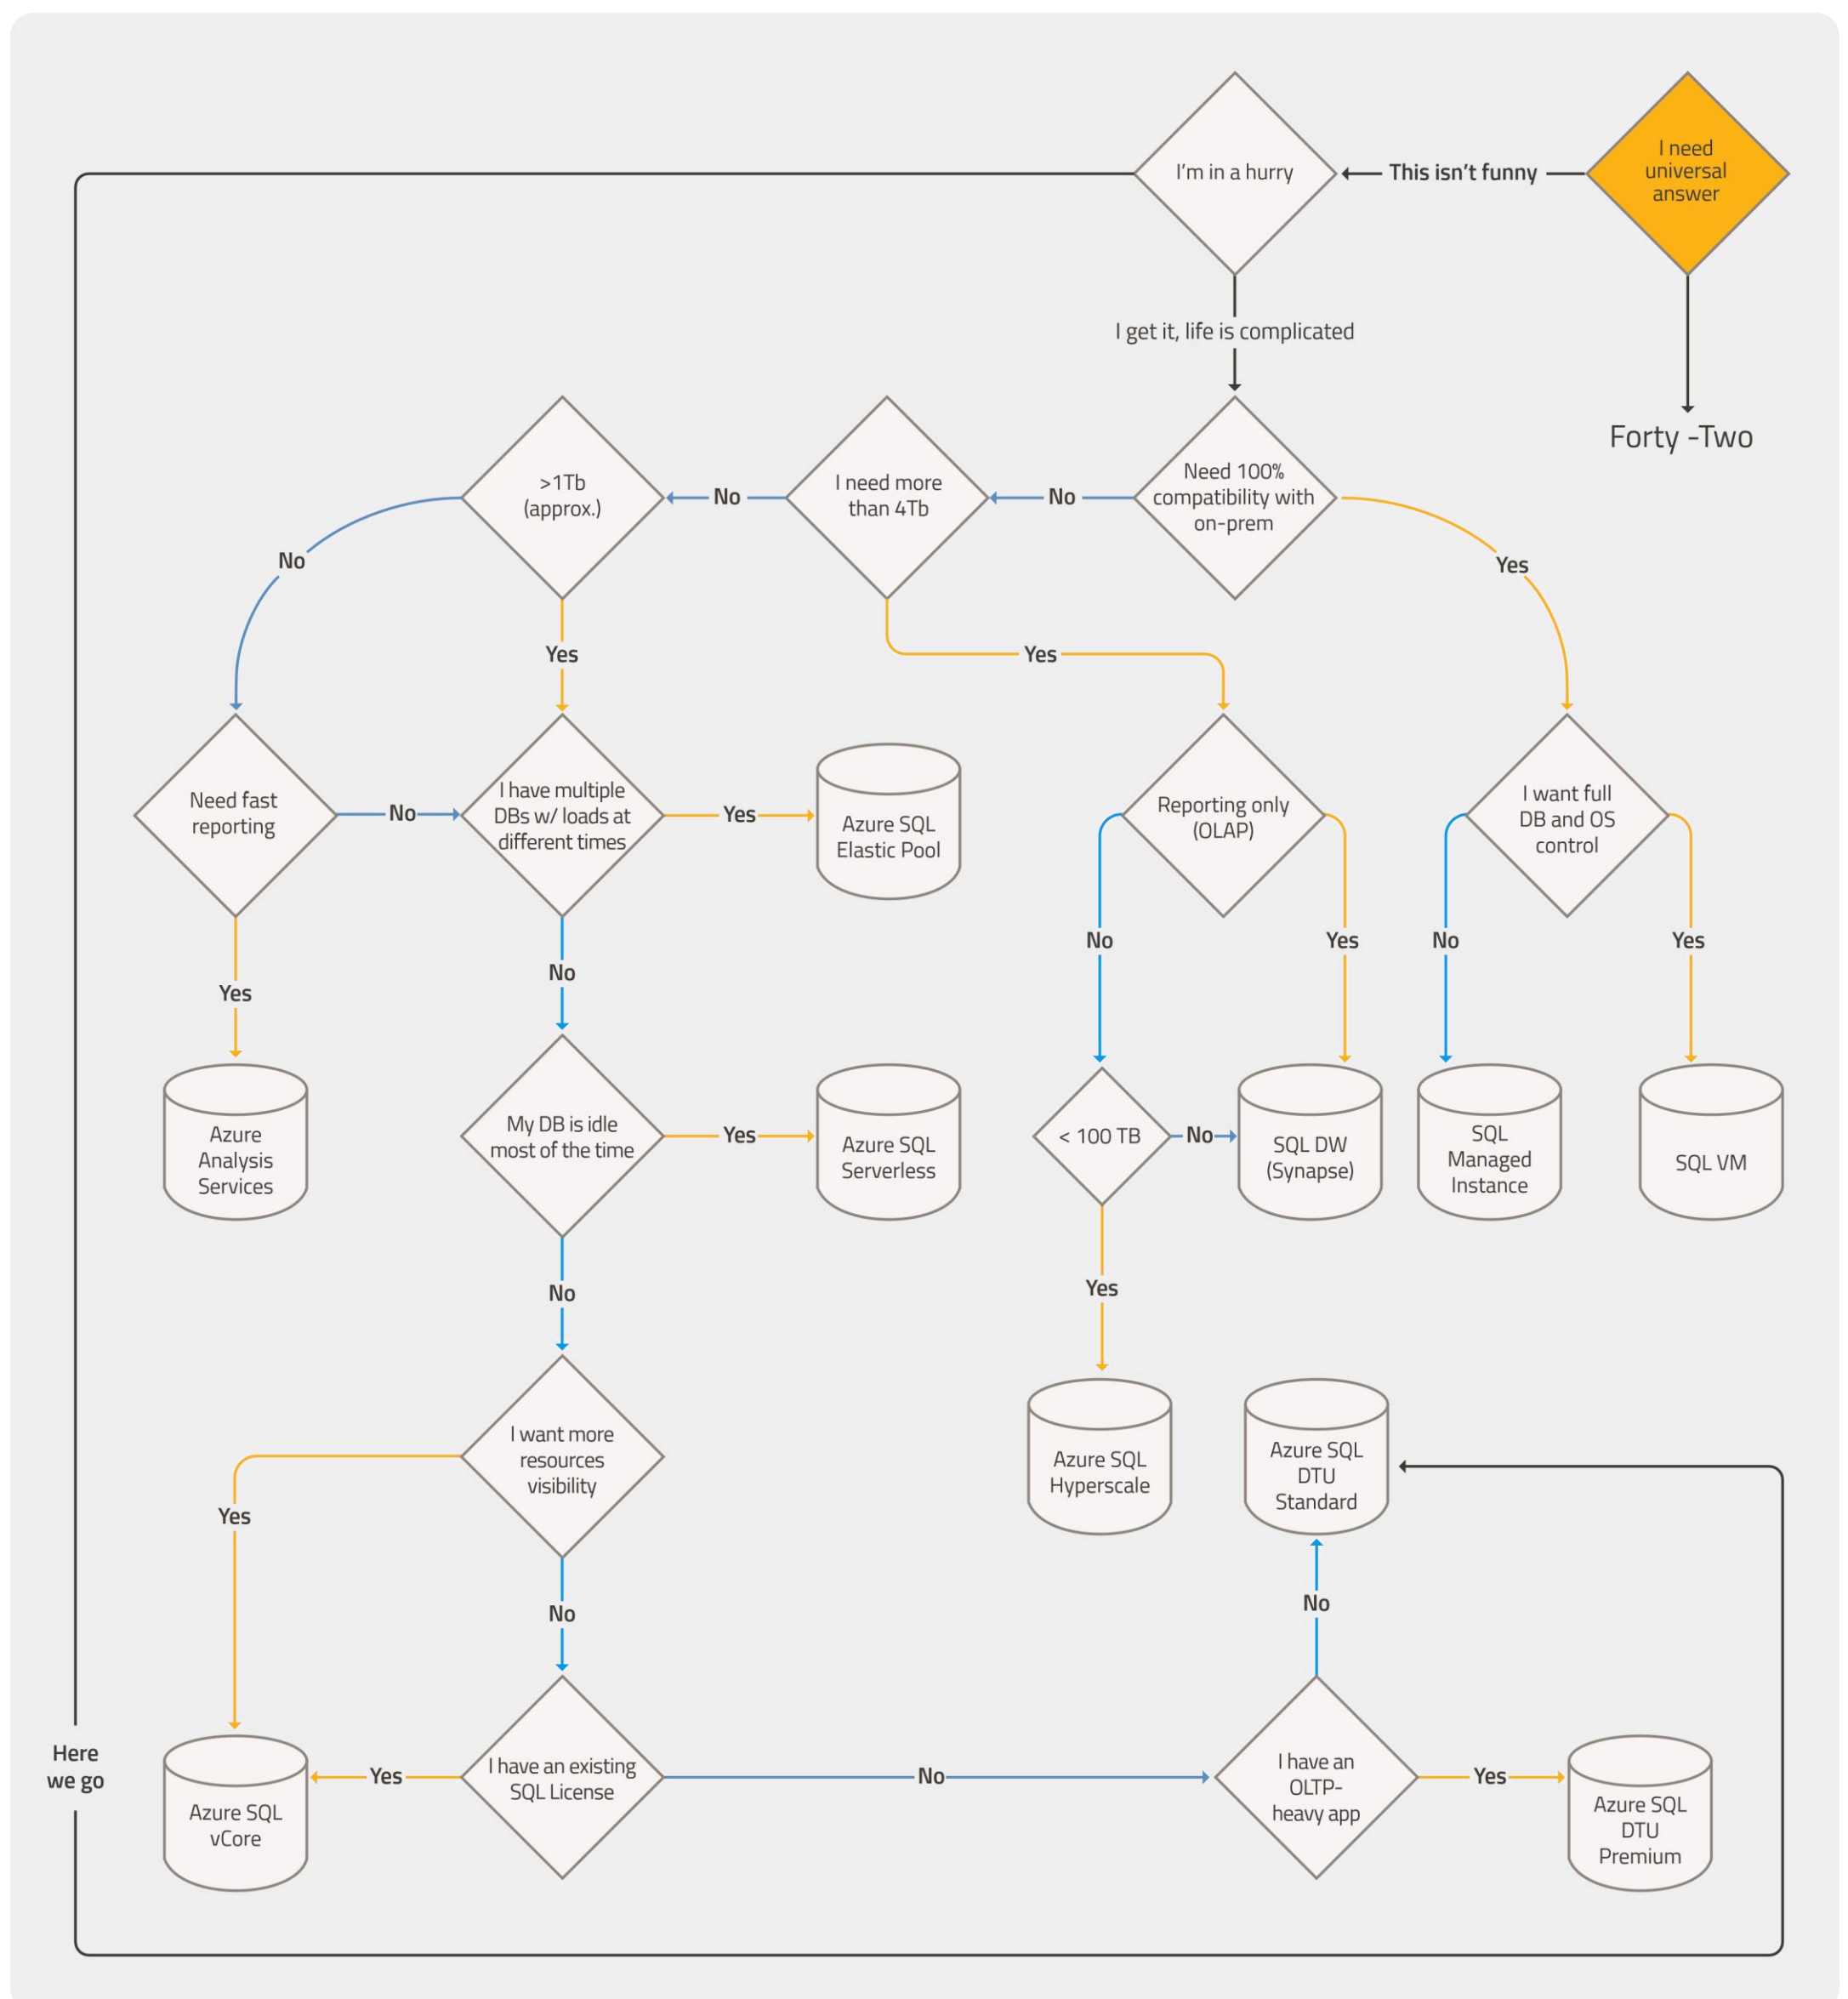 I'm in a hurry
This isn't funny
I need
universal
answer
I get it, life is complicated
Forty -Two
>1Tb
(approx.)
No
I need more
than 4Tb
No
Need 100%
compatibility with
on-prem
No
Yes
Yes
Yes
Need fast
reporting
No
I have multiple
DBs w/ loads at
different times
Yes
Azure SQL
Elastic Pool
Reporting only
(OLAP)
I want full
DB and OS
control
No
Yes
No
Yes
Yes
No
Azure
Analysis
Services
My DB is idle
most of the time
Yes
Azure SQL
Serverless
< 100 TB
No
SQL DW
(Synapse)
SQL
Managed
Instance
SQL VM
No
Yes
I want more
resources
visibility
Azure SQL
Hyperscale
Azure SQL
DTU
Standard
Yes
No
No
Here
we go
Azure SQL
vCore
Yes
I have an existing
SQL License
No
I have an
OLTP-
heavy app
Yes
Azure SQL
DTU
Premium